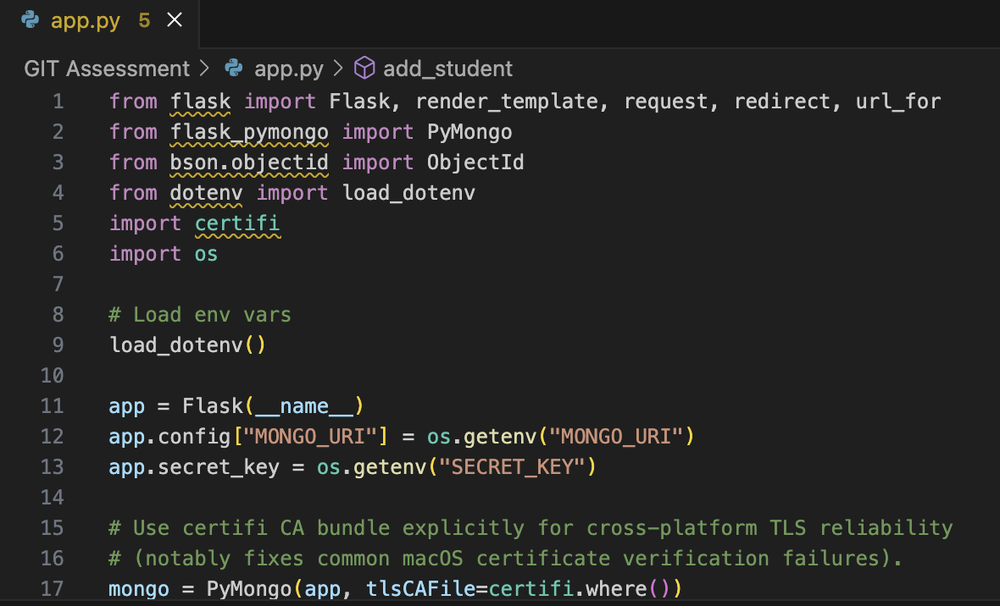 app.py 5
GIT Assessment > app.py > add_student
1 from flask import Flask, render_template, request, redirect, url_for
2 from flask_pymongo import PyMongo
3 from bson.objectid import ObjectId
4 from dotenv import load_dotenv
5 import certifi
6 import os
7
8 # Load env vars
9 load_dotenv()
10
11 app = Flask(__name__)
12 app.config["MONGO_URI"] = os.getenv("MONGO_URI")
13 app.secret_key = os.getenv("SECRET_KEY")
14
15 # Use certifi CA bundle explicitly for cross-platform TLS reliability
16 # (notably fixes common macOS certificate verification failures).
17 mongo = PyMongo(app, tlsCAFile=certifi.where())